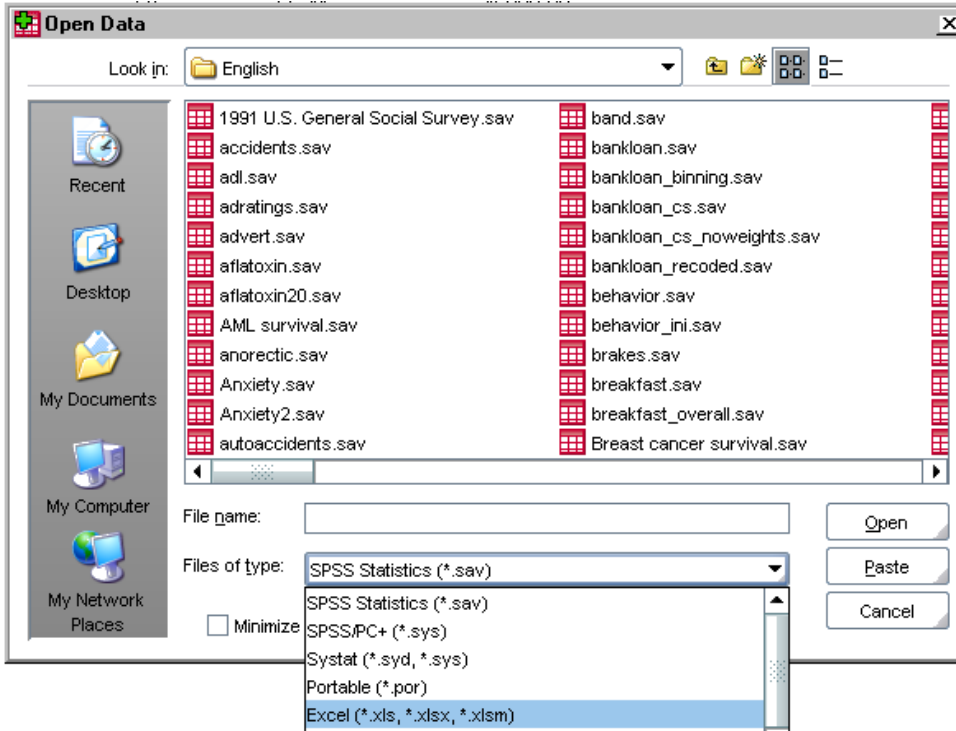 Open Data
Look in:
English
Recent
Desktop
My Documents
My Computer
My Network
Places
1991 U.S. General Social Survey.sav
accidents.sav
adl.sav
adratings.sav
advert.sav
aflatoxin.sav
aflatoxin20.sav
AML survival.sav
anorectic.sav
Anxiety.sav
Anxiety2.sav
autoaccidents.sav
band.sav
bankloan.sav
bankloan_binning.sav
bankloan_cs.sav
bankloan_cs_noweights.sav
bankloan_recoded.sav
behavior.sav
behavior_ini.sav
brakes.sav
breakfast.sav
breakfast_overall.sav
Breast cancer survival.sav
File name:
Open
Files of type:
SPSS Statistics (*.sav)
Paste
Minimize
Cancel
SPSS Statistics (*.sav)
SPSS/PC+ (*.sys)
Systat (*.syd, *.sys)
Portable (*.por)
Excel (*.xls, *.xlsx, *.xlsm)